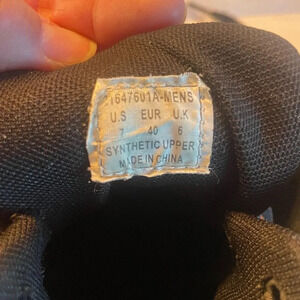 1647601A-MENS
U.S EUR U.K
7 40 6
SYNTHETIC UPPER
MADE IN CHINA